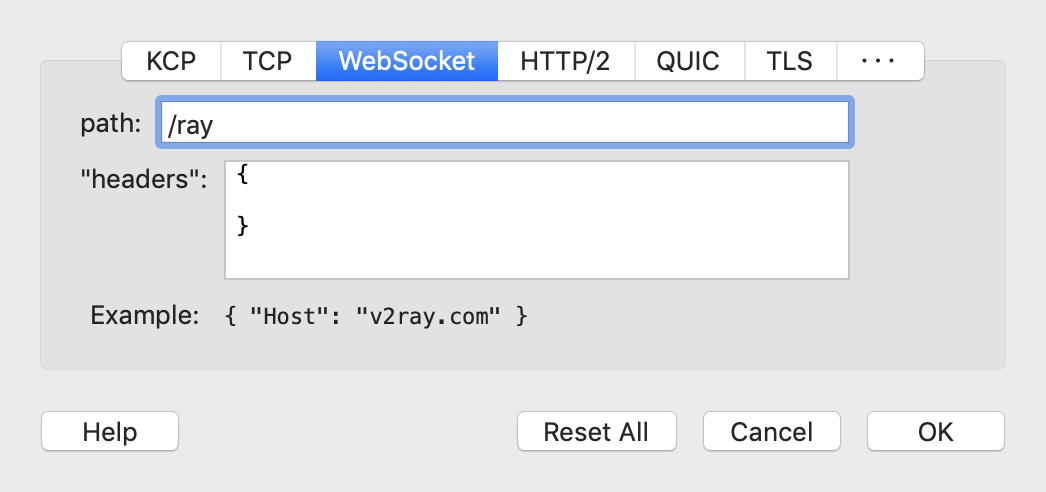 KCP TCP WebSocket HTTP/2 QUIC TLS ···
path: /ray
"headers": {
}
Example: { "Host": "v2ray.com" }
Help Reset All Cancel OK